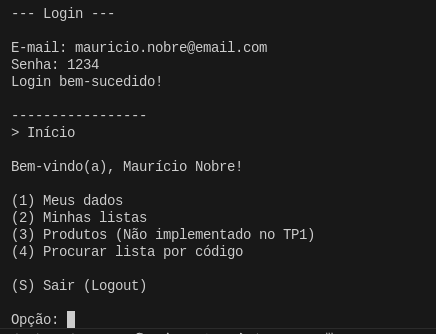 --- Login ---
E-mail: mauricio.nobre@email.com
Senha: 1234
Login bem-sucedido!
-----------------
> Início
Bem-vindo(a), Maurício Nobre!
(1) Meus dados
(2) Minhas listas
(3) Produtos (Não implementado no TP1)
(4) Procurar lista por código
(S) Sair (Logout)
Opção: